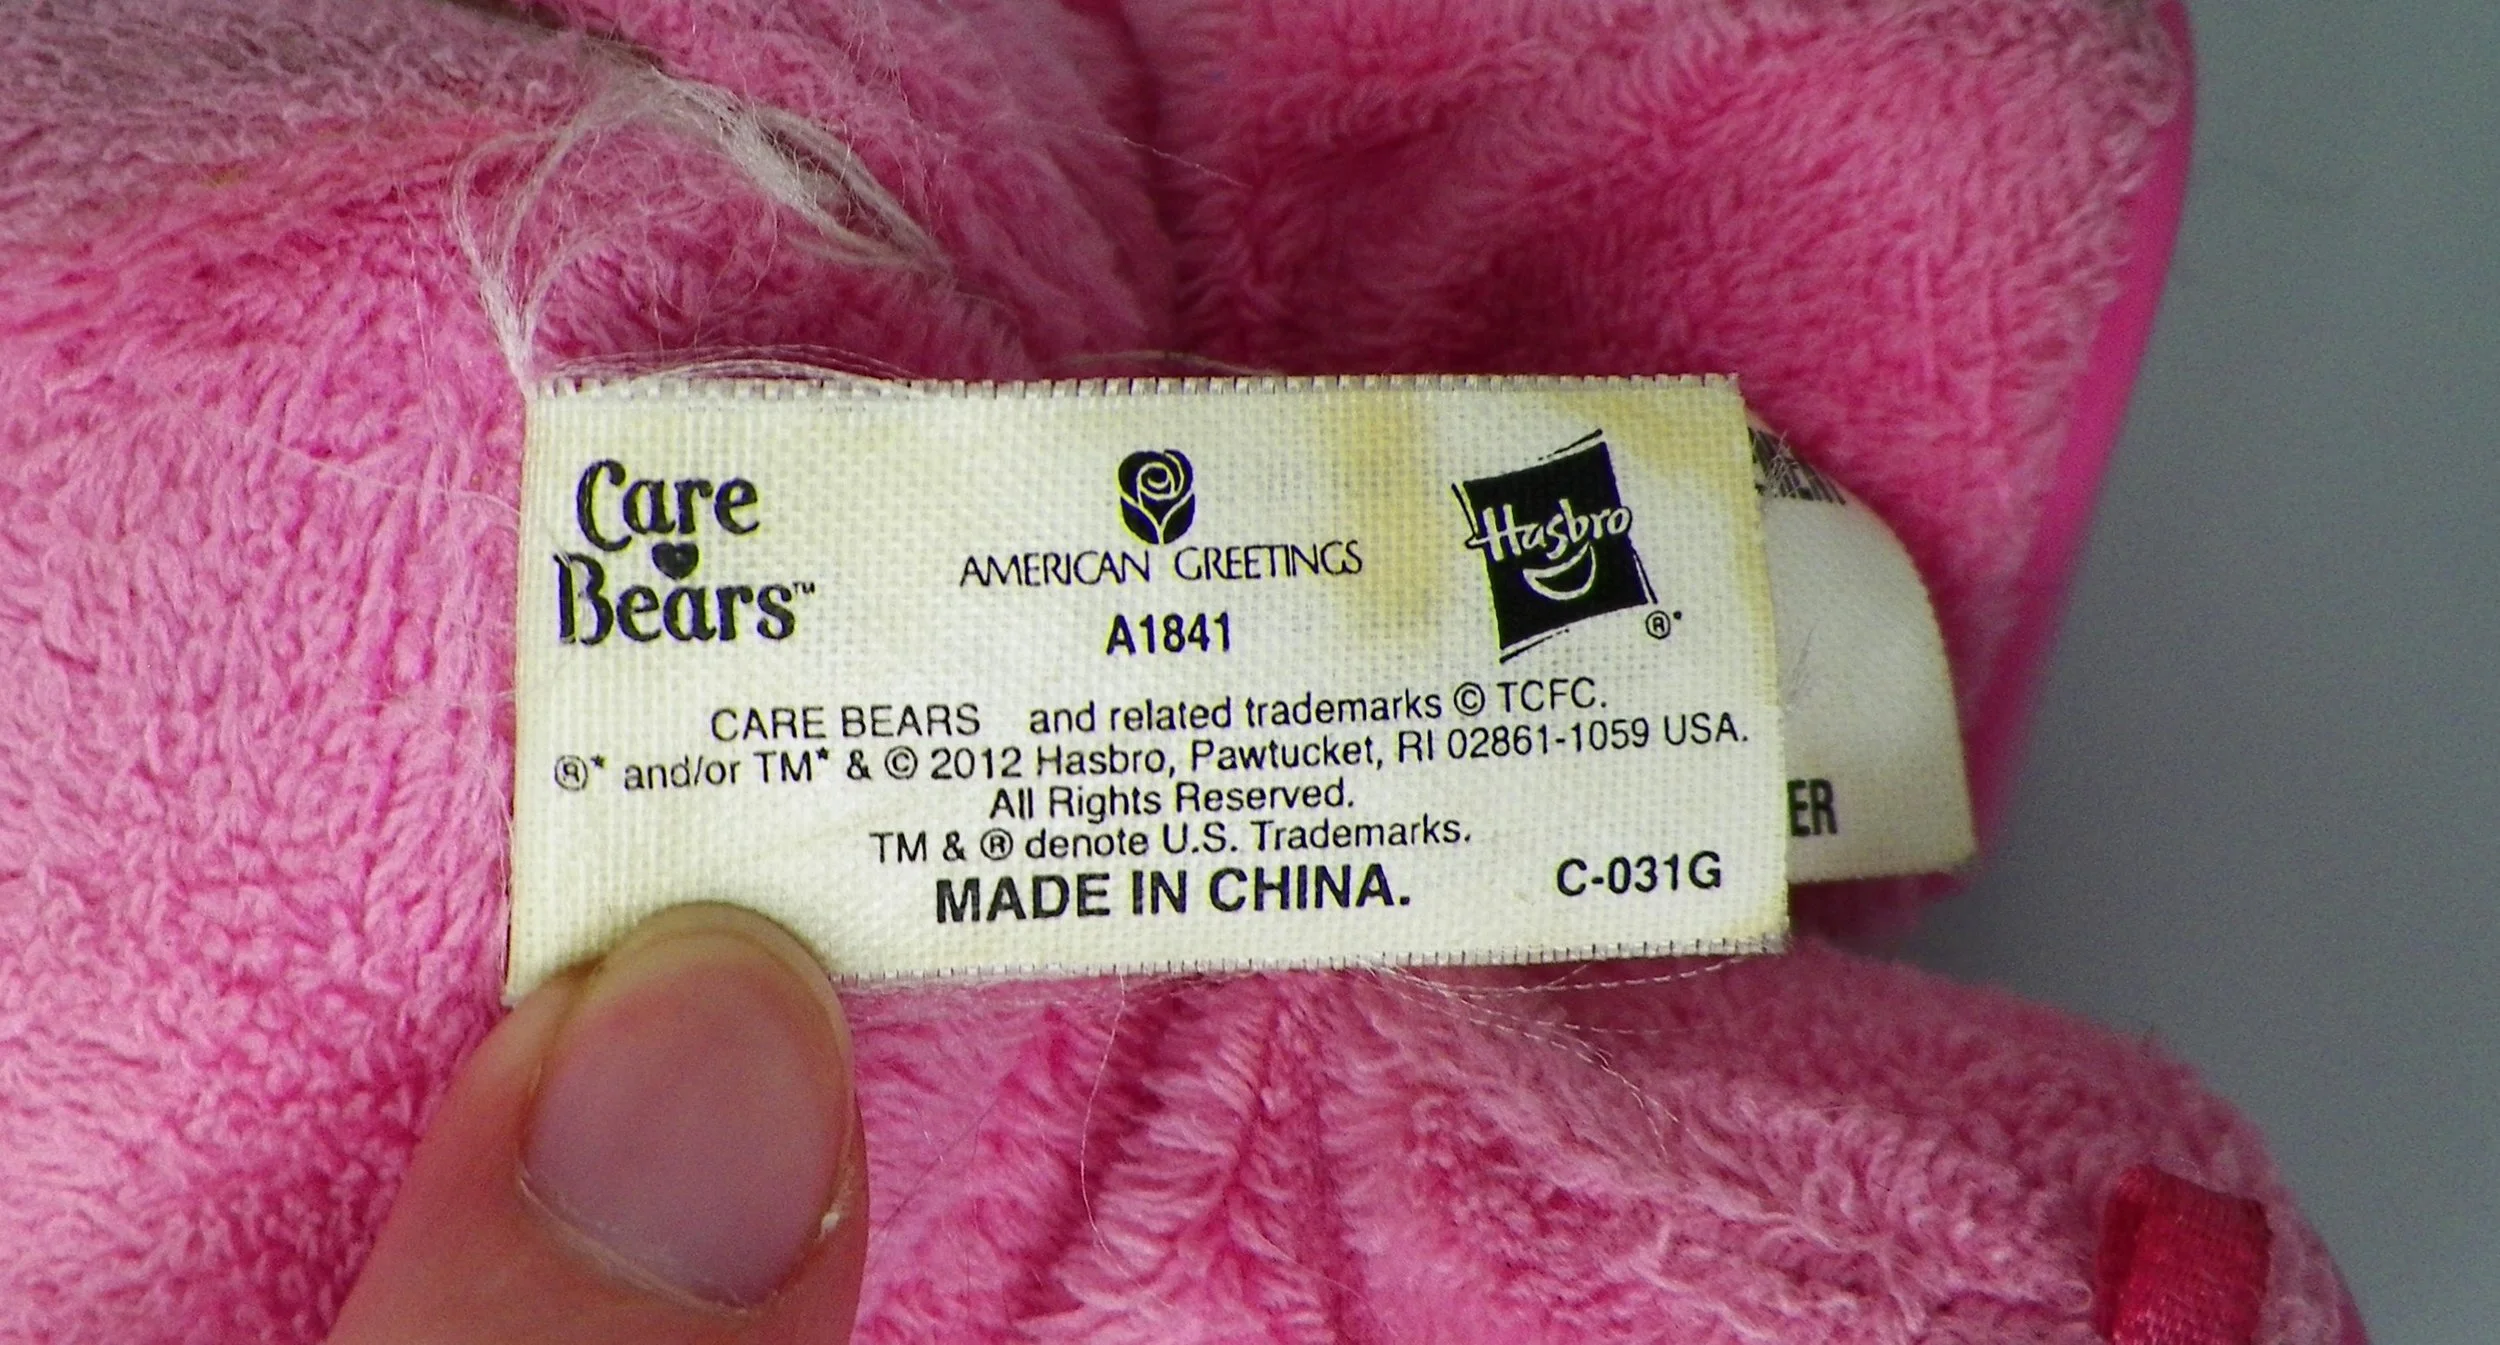 Care
Bears™
AMERICAN GREETINGS
A1841
Hasbro
®*
CARE BEARS and related trademarks © TCFC.
®* and/or TM* & © 2012 Hasbro, Pawtucket, RI 02861-1059 USA.
All Rights Reserved.
TM & ® denote U.S. Trademarks.
MADE IN CHINA.
C-031G
ER